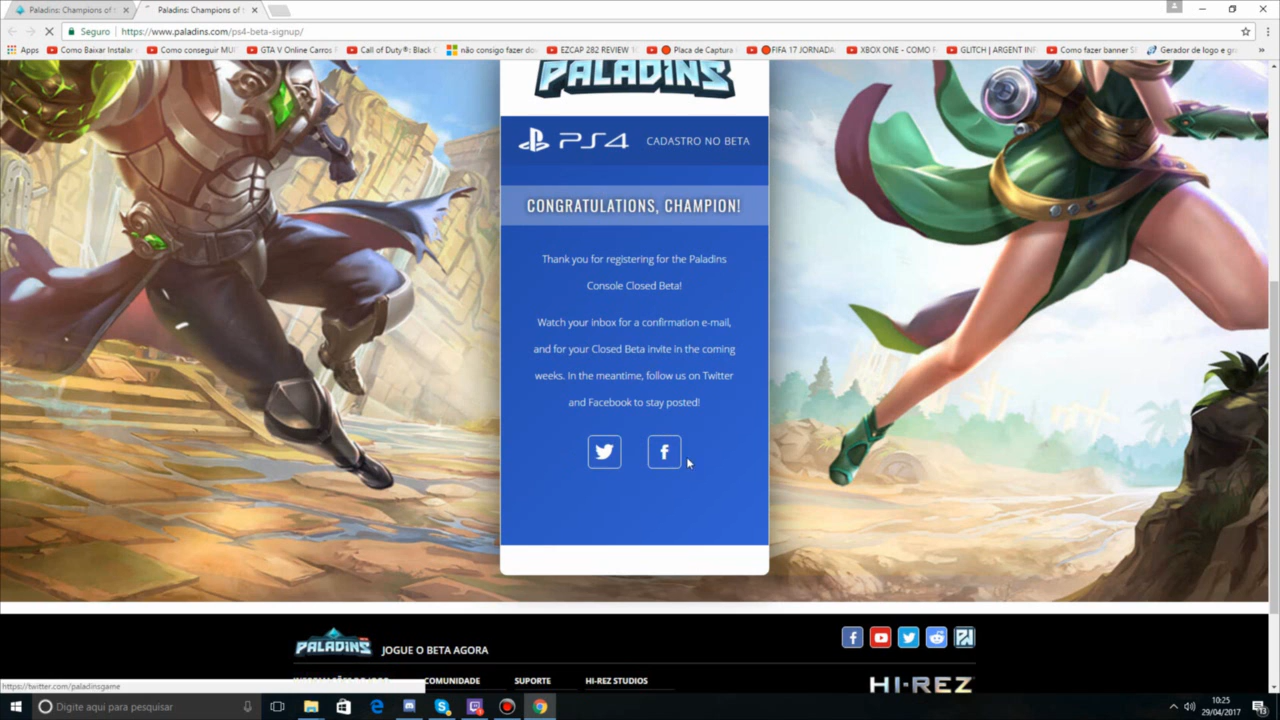 Paladins: Champions of
Paladins: Champions of
Seguro
https://www.paladins.com/ps4-beta-signup/
Apps
Como Baixar Instalar
Como conseguir MU
GTA V Online Carros
Call of Duty®: Black
não consigo fazer do
EZCAP 282 REVIEW
Placa de Captura
FIFA 17 JORNADA
XBOX ONE - COMO
GLITCH | ARGENT IN
Como fazer banner
Gerador de logo e
PALADINS
PS4
CADASTRO NO BETA
CONGRATULATIONS, CHAMPION!
Thank you for registering for the Paladins
Console Closed Beta!
Watch your inbox for a confirmation e-mail,
and for your Closed Beta invite in the coming
weeks. In the meantime, follow us on Twitter
and Facebook to stay posted!
PALADINS
JOGUE O BETA AGORA
COMUNIDADE
SUPORTE
HI-REZ STUDIOS
HI-REZ
https://twitter.com/paladinsgame
Digite aqui para pesquisar
10:25
29/04/2017